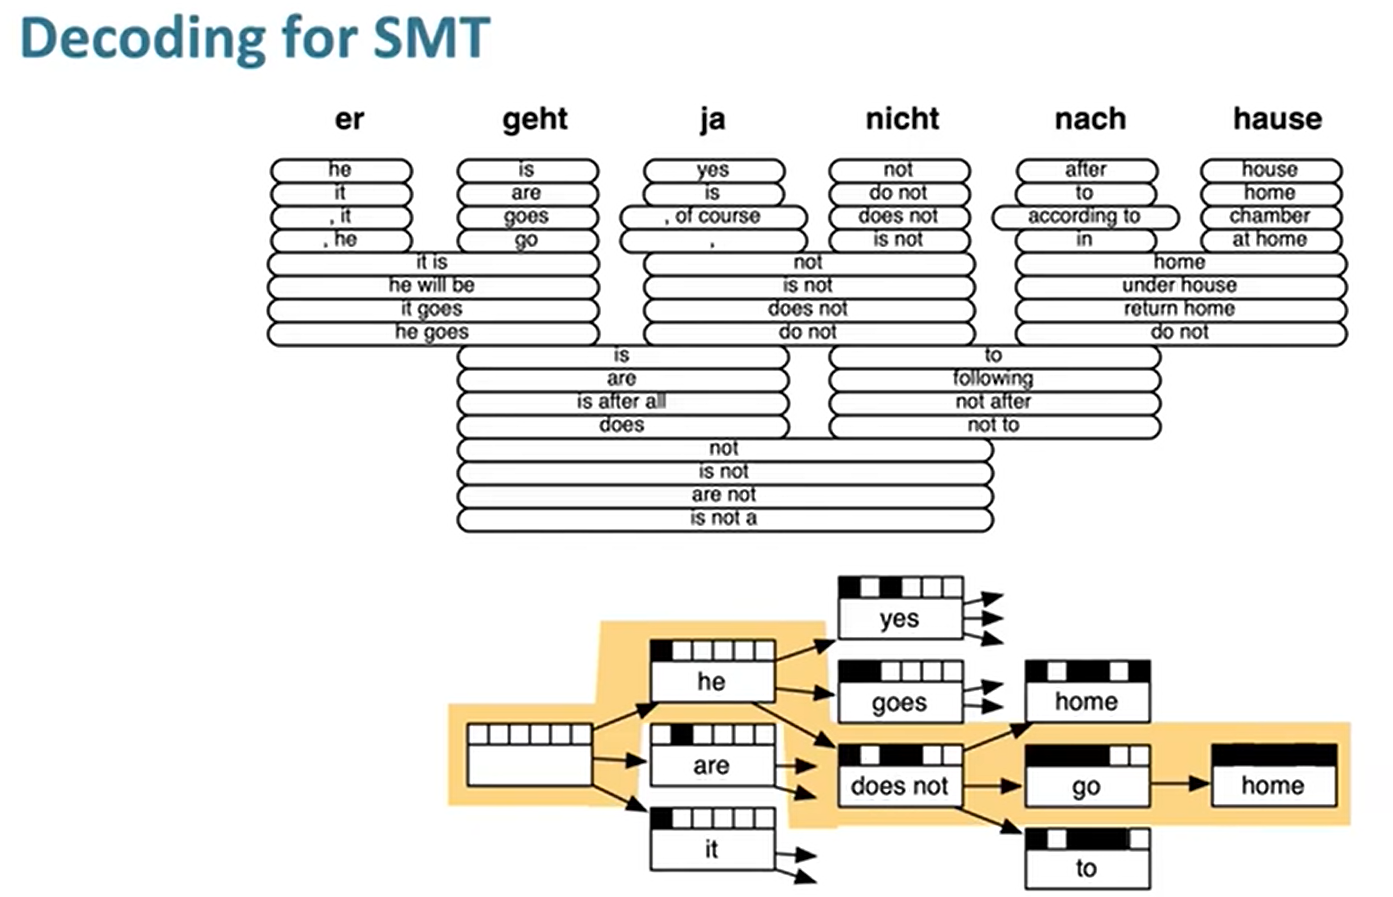 Decoding for SMT
er geht ja nicht nach hause
he is yes not after house
it are is do not to home
, it goes , of course does not according to chamber
, he go , is not in at home
it is not home
he will be is not under house
it goes does not return home
he goes do not do not
is to
are following
is after all not after
does not to
not
is not
are not
is not a
yes
he goes home
are does not go home
it to